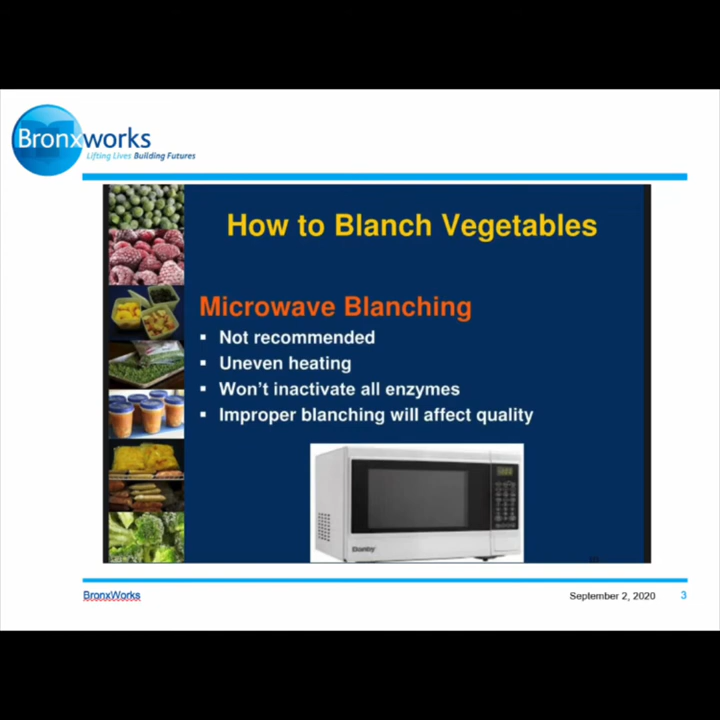 Bronxworks
Lifting Lives Building Futures
How to Blanch Vegetables
Microwave Blanching
▪ Not recommended
▪ Uneven heating
▪ Won't inactivate all enzymes
▪ Improper blanching will affect quality
Danby
BronxWorks
September 2, 2020 3